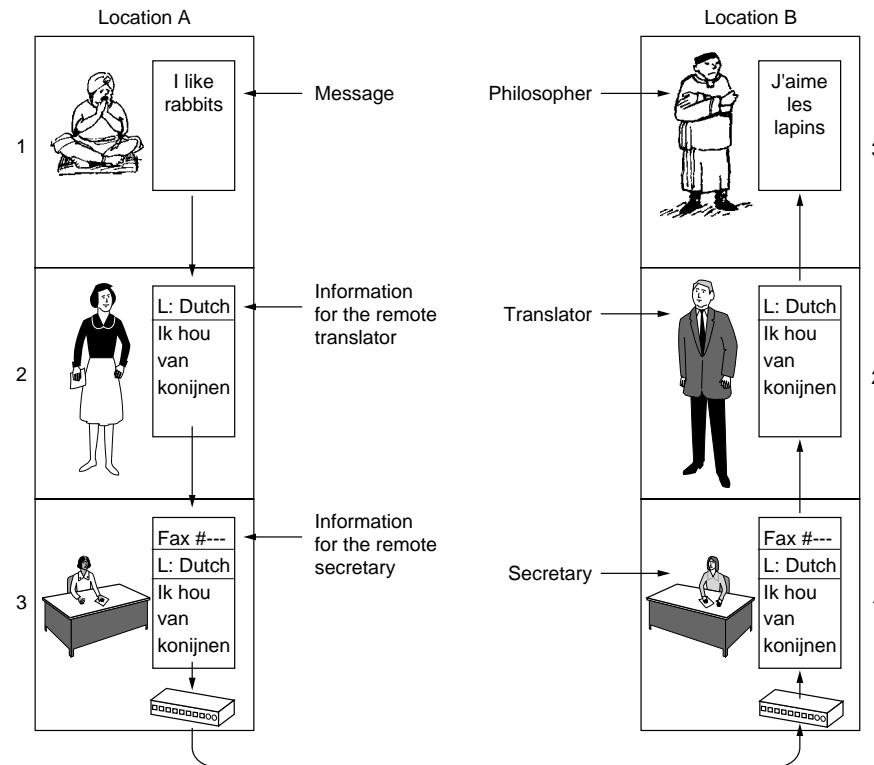 Location A
Location B
1
I like
rabbits
Message
Philosopher
J'aime
les
lapins
3
2
L: Dutch
Ik hou
van
konijnen
Information
for the remote
translator
Translator
L: Dutch
Ik hou
van
konijnen
2
3
Fax #---
L: Dutch
Ik hou
van
konijnen
Information
for the remote
secretary
Secretary
Fax #---
L: Dutch
Ik hou
van
konijnen